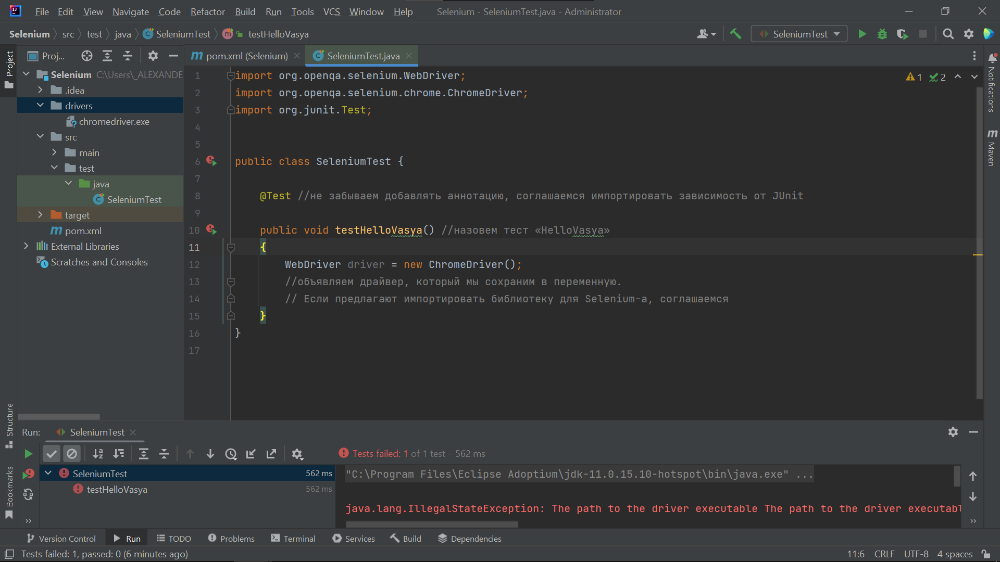 File Edit View Navigate Code Refactor Build Run Tools VCS Window Help Selenium - SeleniumTest.java - Administrator
Selenium src test java SeleniumTest m testHelloVasya SeleniumTest
Project
Proj...
m pom.xml (Selenium) SeleniumTest.java
Selenium C:\Users\_ALEXANDE
.idea
drivers
chromedriver.exe
src
main
test
java
SeleniumTest
target
m pom.xml
External Libraries
Scratches and Consoles
1 import org.openqa.selenium.WebDriver;
2 import org.openqa.selenium.chrome.ChromeDriver;
3 import org.junit.Test;
4
5
6 public class SeleniumTest {
7
8 @Test //не забываем добавлять аннотацию, соглашаемся импортировать зависимость от JUnit
9
10 public void testHelloVasya() //назовем тест «HelloVasya»
11 {
12 WebDriver driver = new ChromeDriver();
13 //объявляем драйвер, который мы сохраним в переменную.
14 // Если предлагают импортировать библиотеку для Selenium-а, соглашаемся
15 }
16 }
17
1 2
Notifications
m Maven
Structure
Bookmarks
Run: SeleniumTest
Tests failed: 1 of 1 test – 562 ms
SeleniumTest 562 ms
testHelloVasya 562 ms
"C:\Program Files\Eclipse Adoptium\jdk-11.0.15.10-hotspot\bin\java.exe" ...
java.lang.IllegalStateException: The path to the driver executable The path to the driver executabl
Version Control Run TODO Problems Terminal Services Build Dependencies
Tests failed: 1, passed: 0 (6 minutes ago) 11:6 CRLF UTF-8 4 spaces